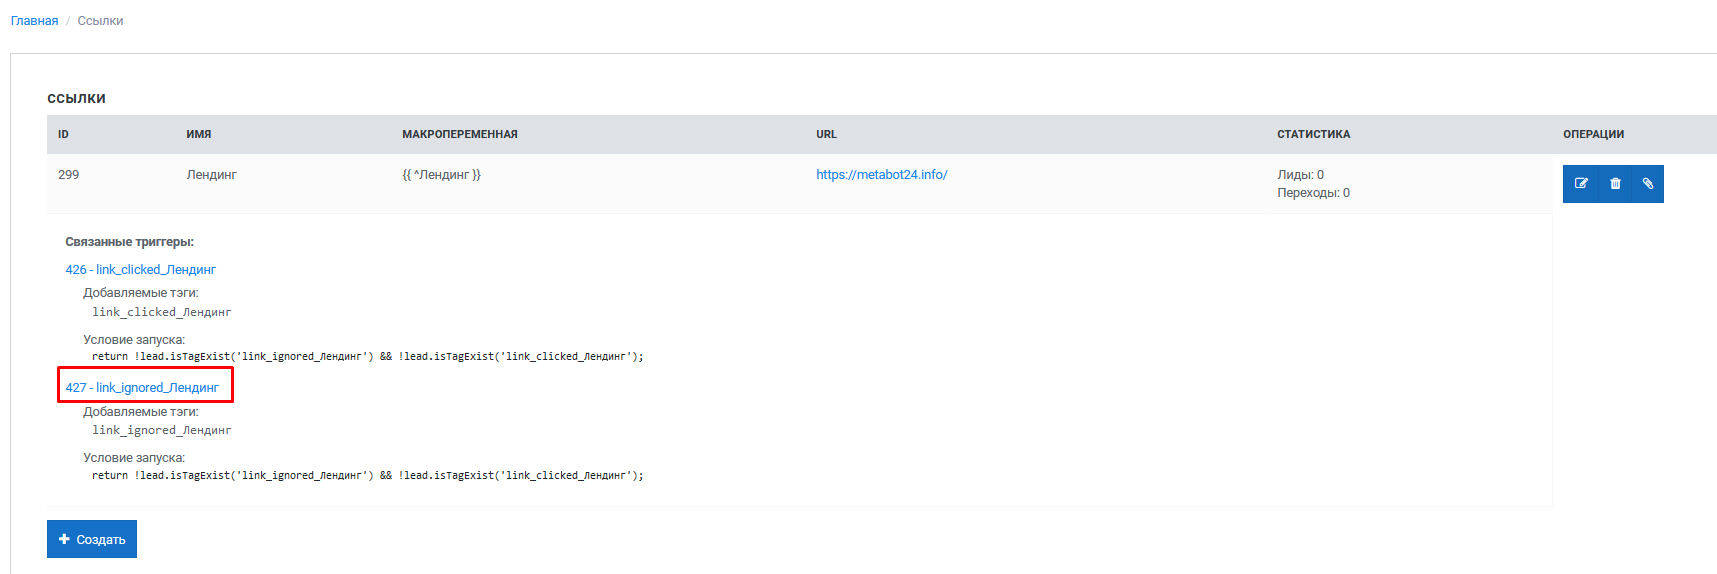 Главная / Ссылки
ССЫЛКИ
ID ИМЯ МАКРОПЕРЕМЕННАЯ URL СТАТИСТИКА ОПЕРАЦИИ
299 Лендинг {{ ^Лендинг }} https://metabot24.info/ Лиды: 0
Переходы: 0
Связанные триггеры:
426 - link_clicked_Лендинг
Добавляемые тэги:
link_clicked_Лендинг
Условие запуска:
return !lead.isTagExist('link_ignored_Лендинг') && !lead.isTagExist('link_clicked_Лендинг');
427 - link_ignored_Лендинг
Добавляемые тэги:
link_ignored_Лендинг
Условие запуска:
return !lead.isTagExist('link_ignored_Лендинг') && !lead.isTagExist('link_clicked_Лендинг');
Создать